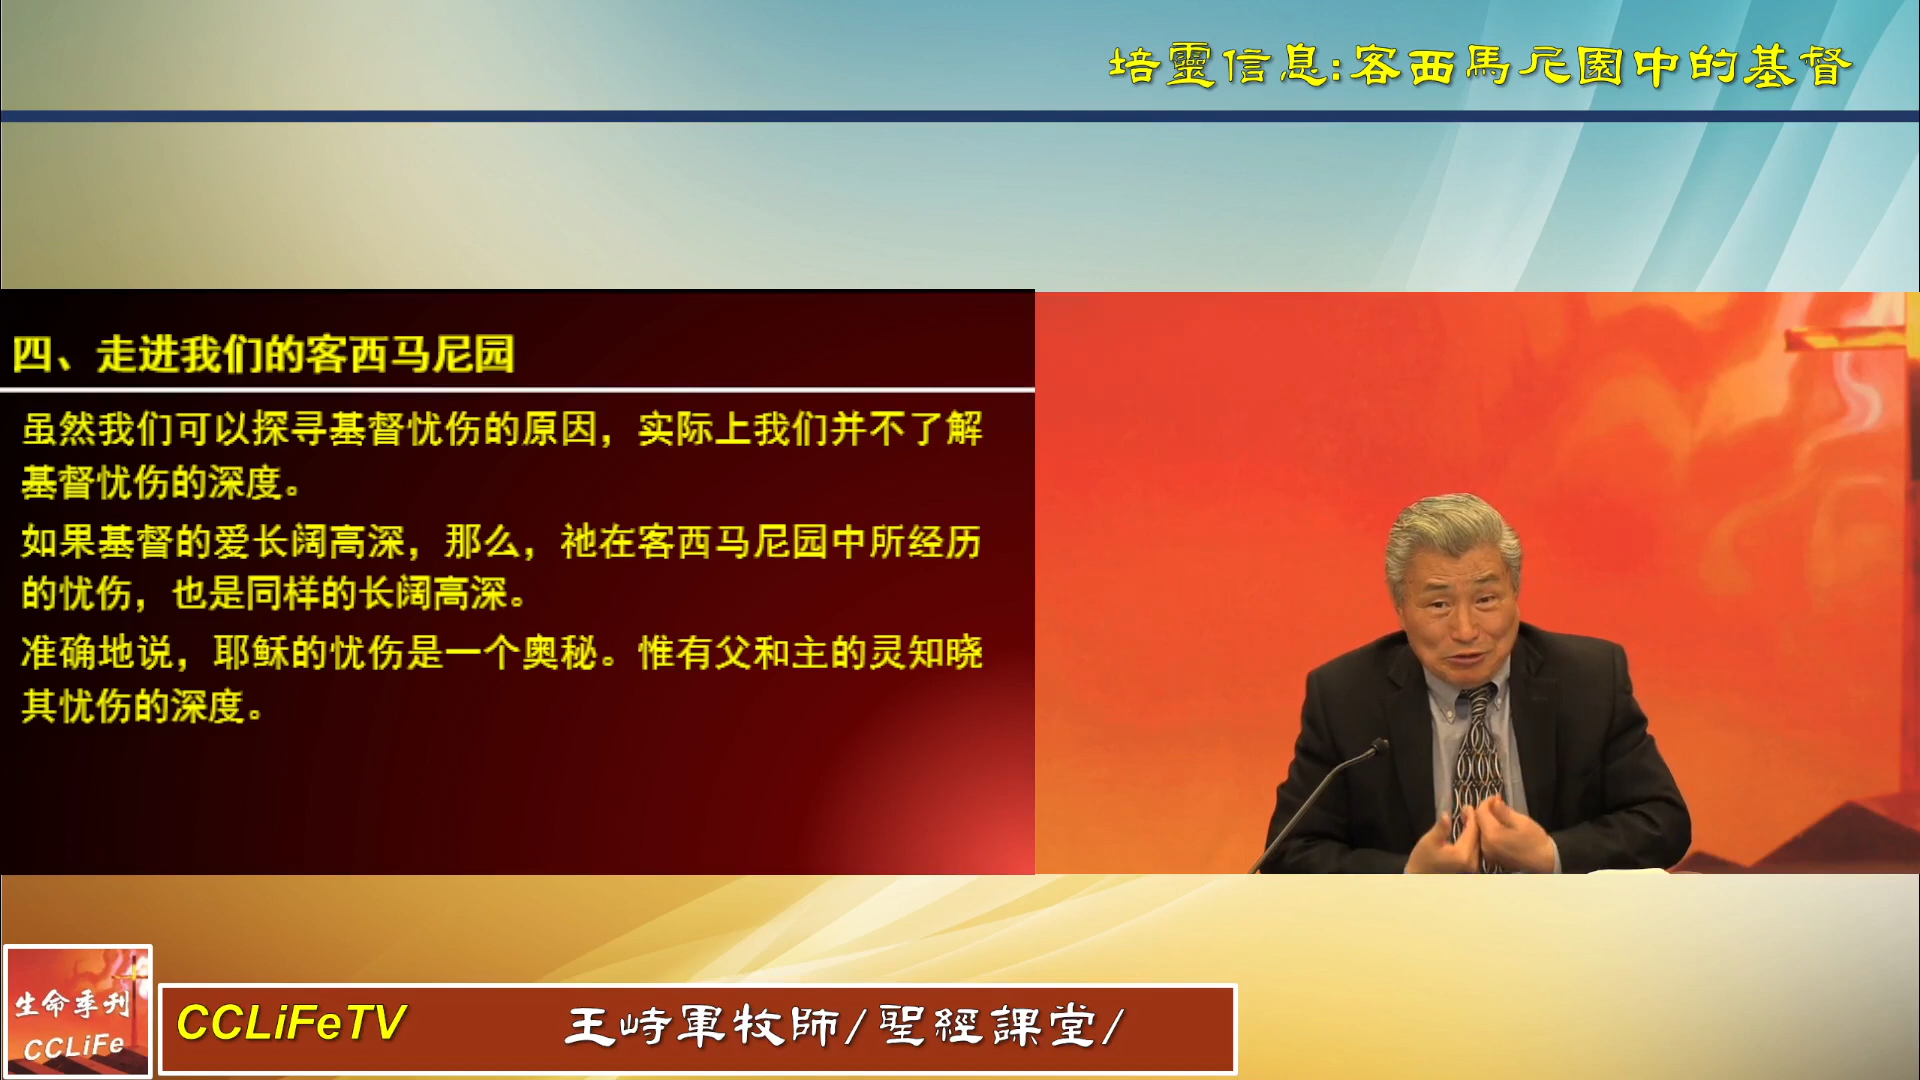 培靈信息:客西馬尼園中的基督
四、走进我们的客西马尼园
虽然我们可以探寻基督忧伤的原因，实际上我们并不了解
基督忧伤的深度。
如果基督的爱长阔高深，那么，祂在客西马尼园中所经历
的忧伤，也是同样的长阔高深。
准确地说，耶稣的忧伤是一个奥秘。惟有父和主的灵知晓
其忧伤的深度。
生命季刊
CCLiFe
CCLiFeTV
王峙軍牧師/聖經課堂/